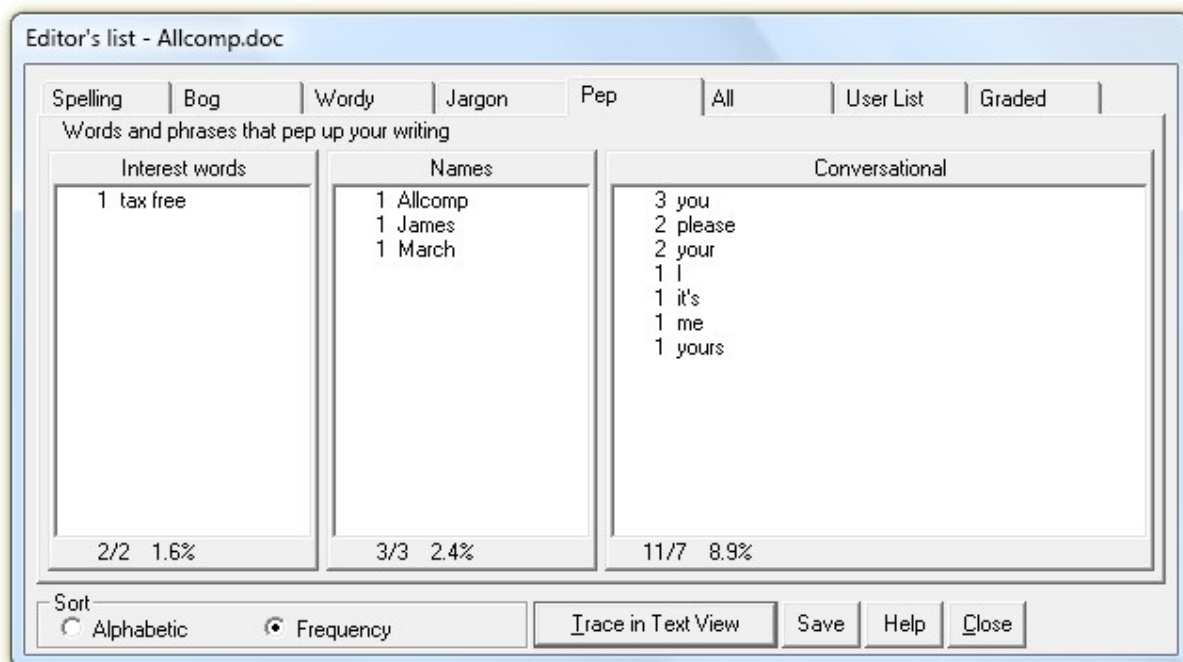 Editor's list - Allcomp.doc
Spelling Bog Wordy Jargon Pep All User List Graded
Words and phrases that pep up your writing
Interest words Names Conversational
1 tax free 1 Allcomp 3 you
1 James 2 please
1 March 2 your
1 I
1 it's
1 me
1 yours
2/2 1.6% 3/3 2.4% 11/7 8.9%
Sort
Alphabetic Frequency Trace in Text View Save Help Close